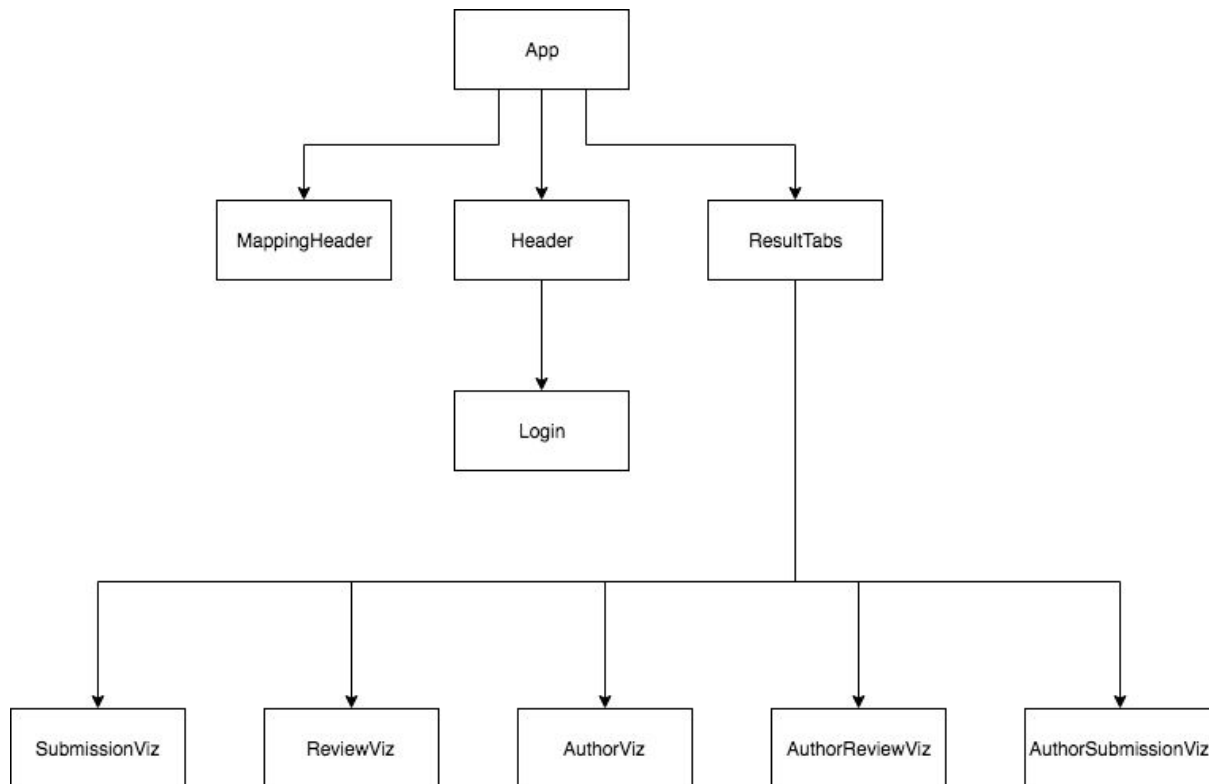 App
MappingHeader
Header
ResultTabs
Login
SubmissionViz
ReviewViz
AuthorViz
AuthorReviewViz
AuthorSubmissionViz